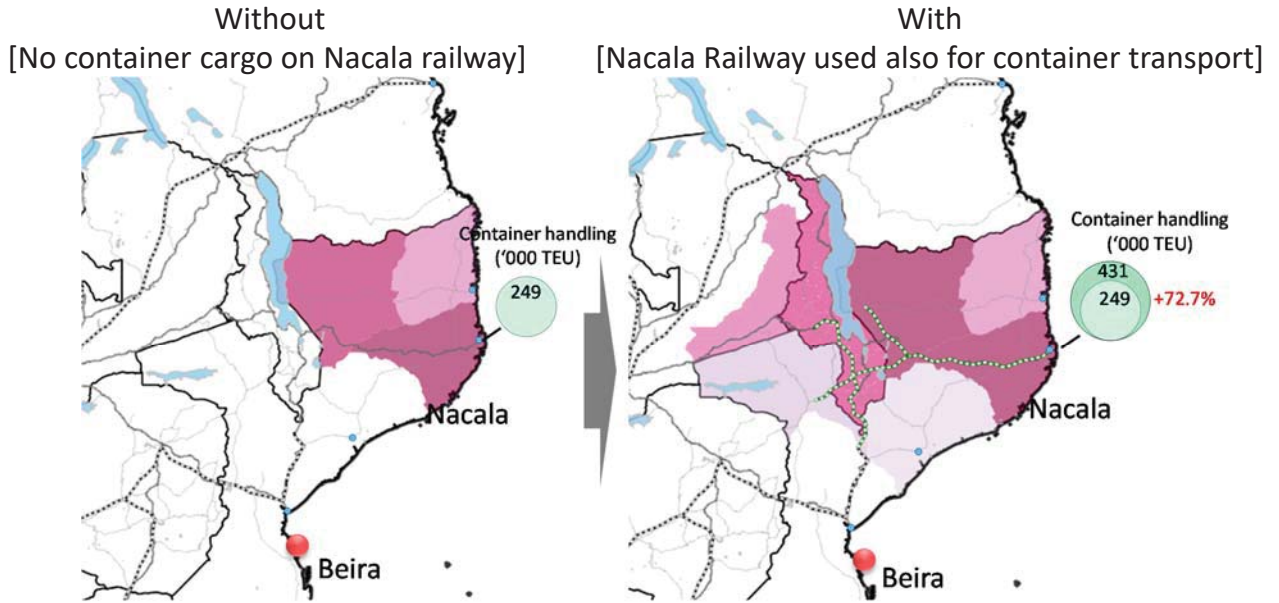 Without
[No container cargo on Nacala railway]
Container handling
(‘000 TEU)
249
Nacala
Beira
With
[Nacala Railway used also for container transport]
Container handling
(‘000 TEU)
431
249
+72.7%
Nacala
Beira